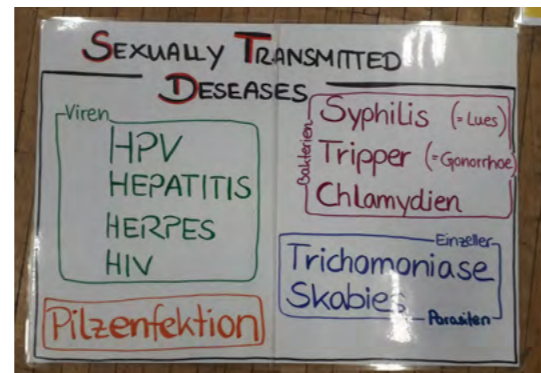 SEXUALLY TRANSMITTED
DESEASES
Viren
HPV
HEPATITIS
HERPES
HIV
Pilzenfektion
Bakterien
Syphilis (=Lues)
Tripper (=Gonorrhoe)
Chlamydien
Einzeller
Trichomoniase
Skabies
Parasiten